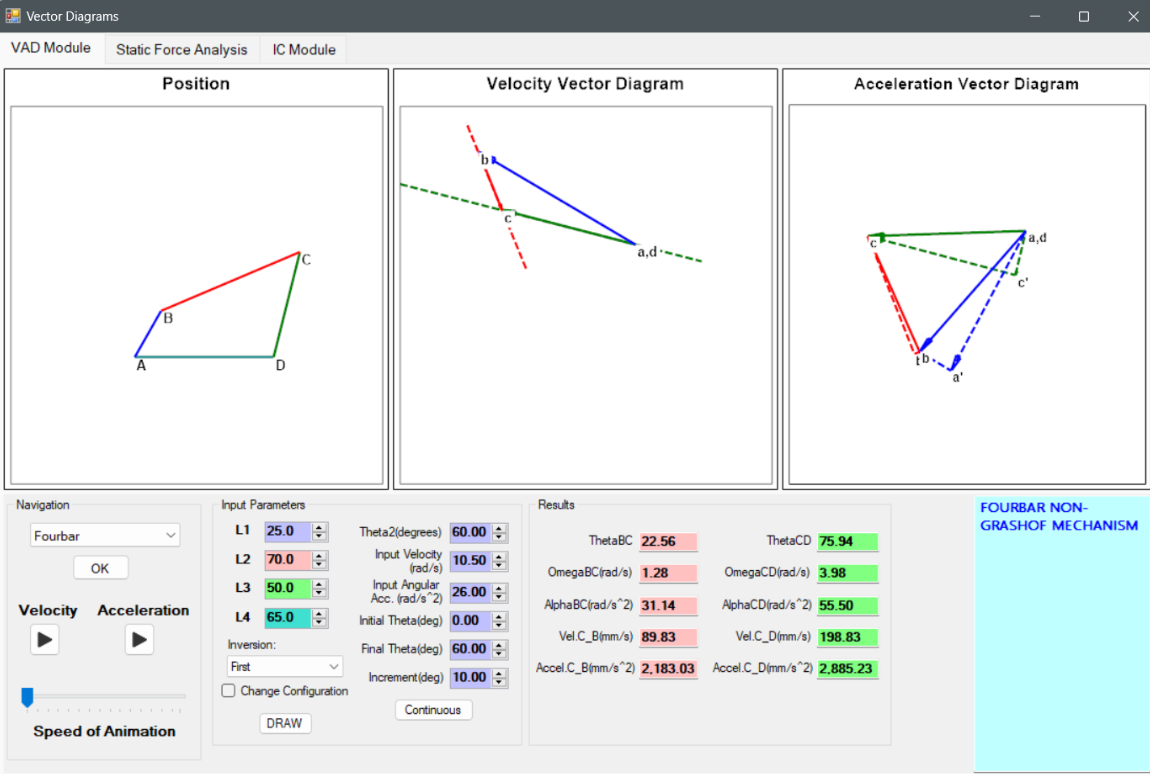 Vector Diagrams
VAD Module
Static Force Analysis
IC Module
Position
B
C
A
D
Velocity Vector Diagram
b
c
a,d
Acceleration Vector Diagram
c
a,d
c'
b
a'
Navigation
Fourbar
OK
Velocity
Acceleration
Speed of Animation
Input Parameters
L1 25.0
L2 70.0
L3 50.0
L4 65.0
Inversion:
First
Change Configuration
DRAW
Theta2(degrees) 60.00
Input Velocity
(rad/s) 10.50
Input Angular
Acc. (rad/s^2) 26.00
Initial Theta(deg) 0.00
Final Theta(deg) 60.00
Increment(deg) 10.00
Continuous
Results
ThetaBC 22.56
ThetaCD 75.94
OmegaBC(rad/s) 1.28
OmegaCD(rad/s) 3.98
AlphaBC(rad/s^2) 31.14
AlphaCD(rad/s^2) 55.50
Vel.C_B(mm/s) 89.83
Vel.C_D(mm/s) 198.83
Accel.C_B(mm/s^2) 2,183.03
Accel.C_D(mm/s^2) 2,885.23
FOURBAR NON-
GRASHOF MECHANISM